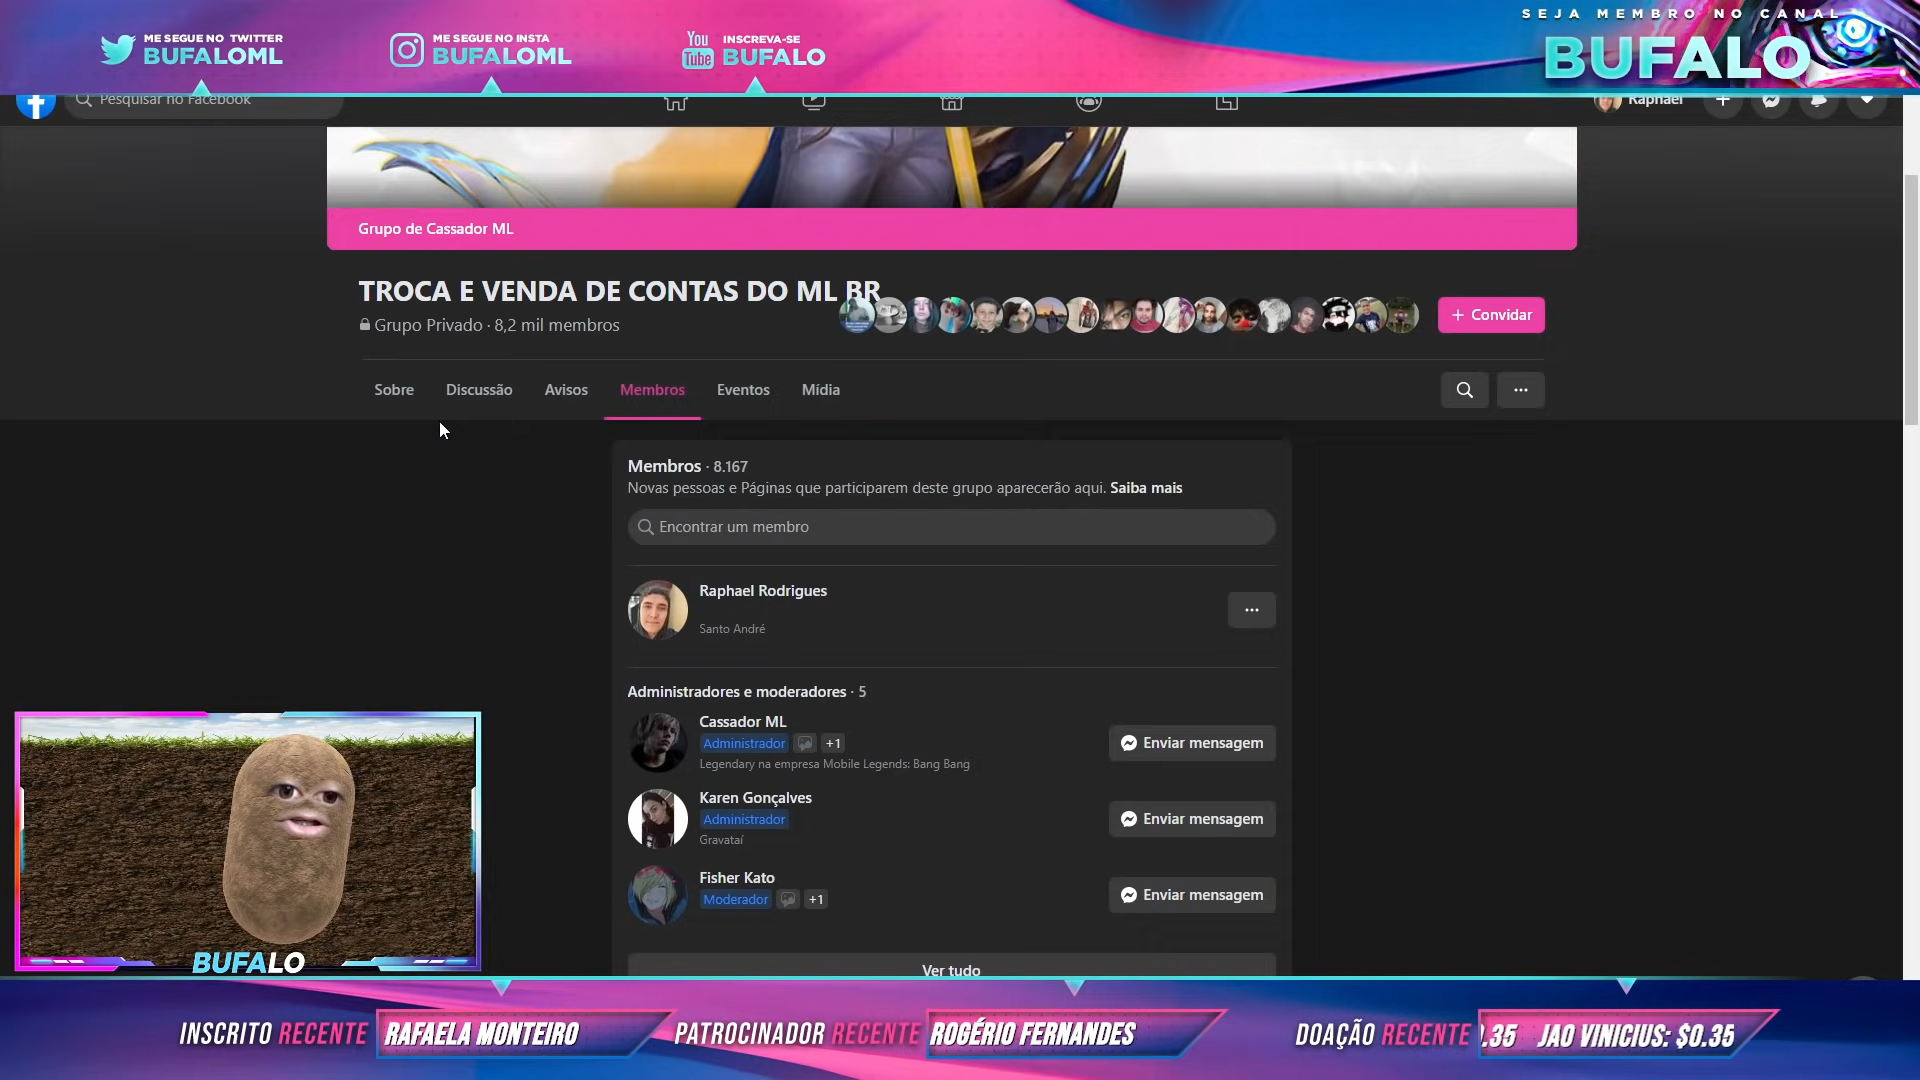 ME SEGUE NO TWITTER
BUFALOML
ME SEGUE NO INSTA
BUFALOML
You
Tube
INSCREVA-SE
BUFALO
SEJA MEMBRO NO CANAL
BUFALO
Pesquisar no Facebook
Raphael
Grupo de Cassador ML
TROCA E VENDA DE CONTAS DO ML BR
Grupo Privado · 8,2 mil membros
+ Convidar
Sobre
Discussão
Avisos
Membros
Eventos
Mídia
Membros · 8.167
Novas pessoas e Páginas que participarem deste grupo aparecerão aqui. Saiba mais
Encontrar um membro
Raphael Rodrigues
Santo André
Administradores e moderadores · 5
Cassador ML
Administrador +1
Legendary na empresa Mobile Legends: Bang Bang
Enviar mensagem
Karen Gonçalves
Administrador
Gravataí
Enviar mensagem
Fisher Kato
Moderador +1
Enviar mensagem
Ver tudo
BUFALO
INSCRITO RECENTE RAFAELA MONTEIRO
PATROCINADOR RECENTE ROGÉRIO FERNANDES
DOAÇÃO RECENTE .35 JAO VINICIUS: $0.35